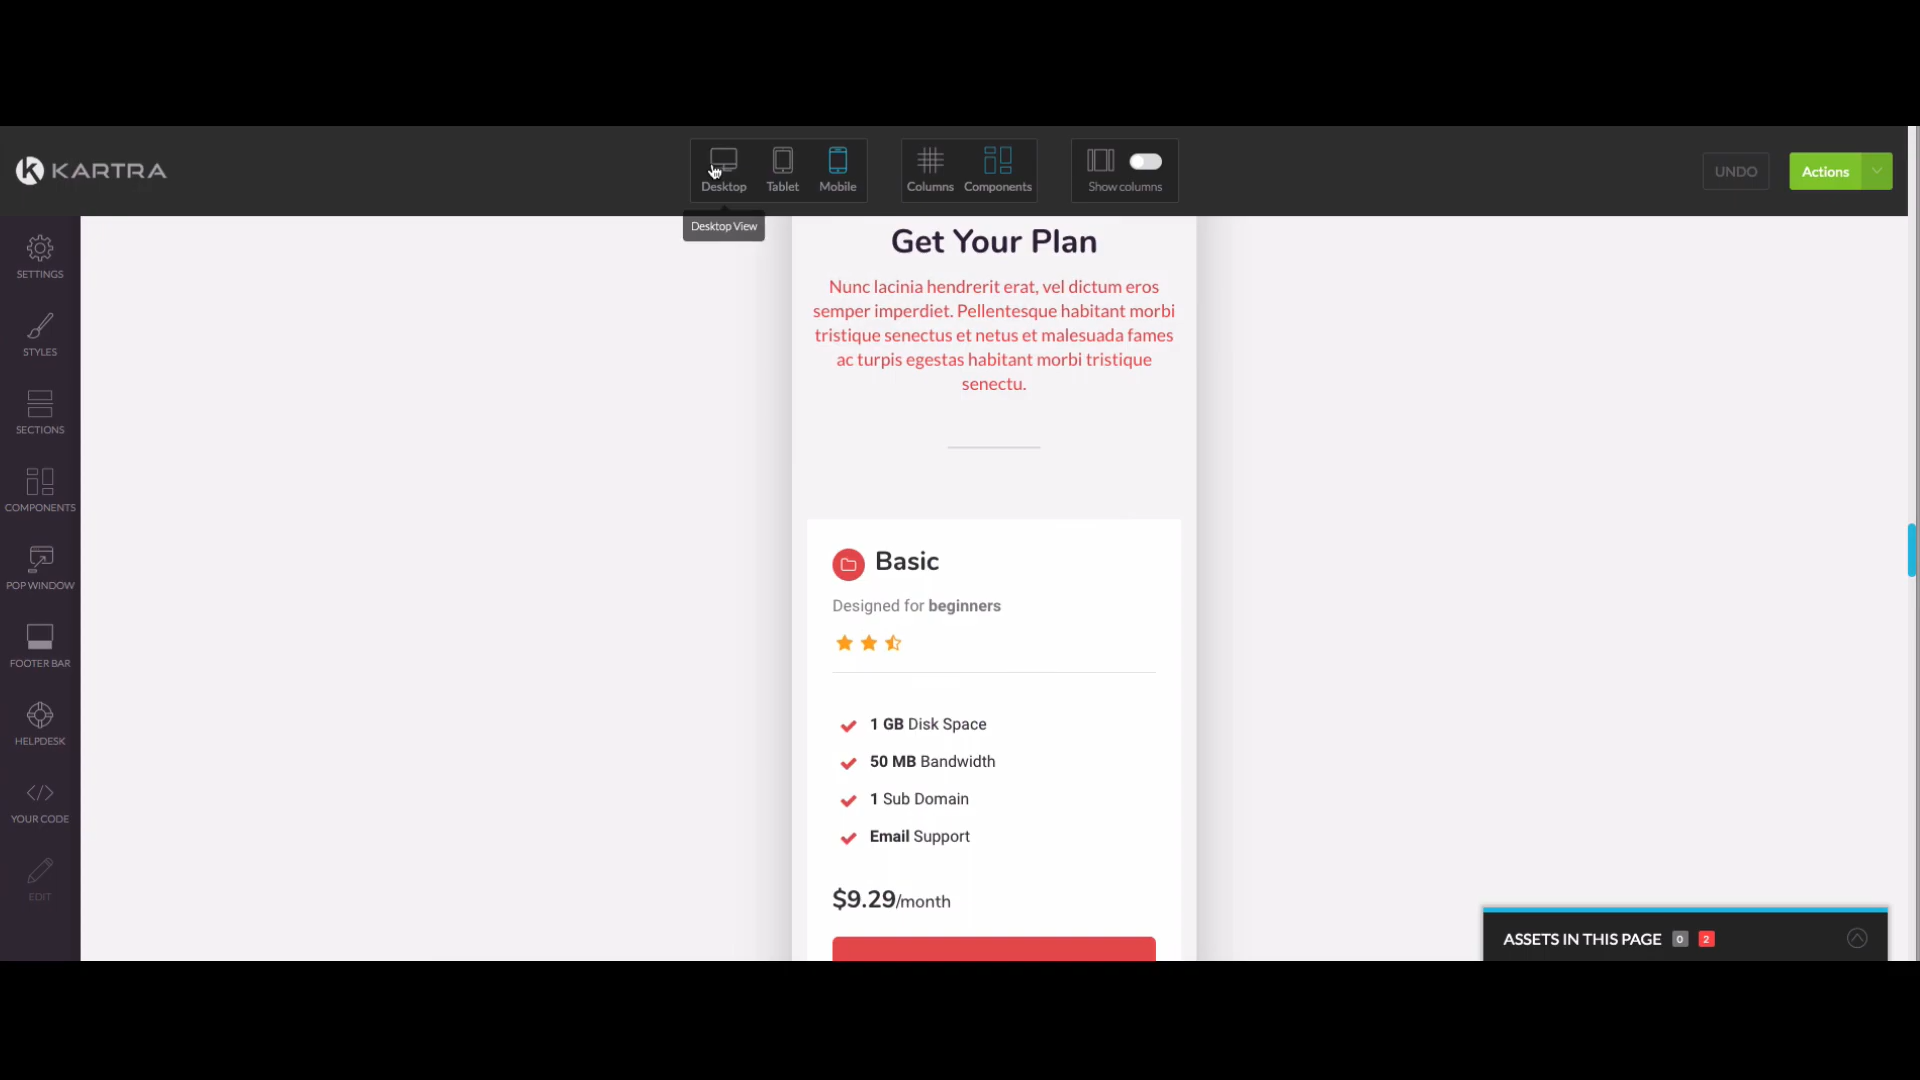 KARTRA
Desktop Tablet Mobile
Columns Components
Show columns
UNDO
Actions
Desktop View
SETTINGS
STYLES
SECTIONS
COMPONENTS
POP WINDOW
FOOTER BAR
HELPDESK
YOUR CODE
EDIT
Get Your Plan
Nunc lacinia hendrerit erat, vel dictum eros
semper imperdiet. Pellentesque habitant morbi
tristique senectus et netus et malesuada fames
ac turpis egestas habitant morbi tristique
senectu.
Basic
Designed for beginners
1 GB Disk Space
50 MB Bandwidth
1 Sub Domain
Email Support
$9.29/month
ASSETS IN THIS PAGE 0 2